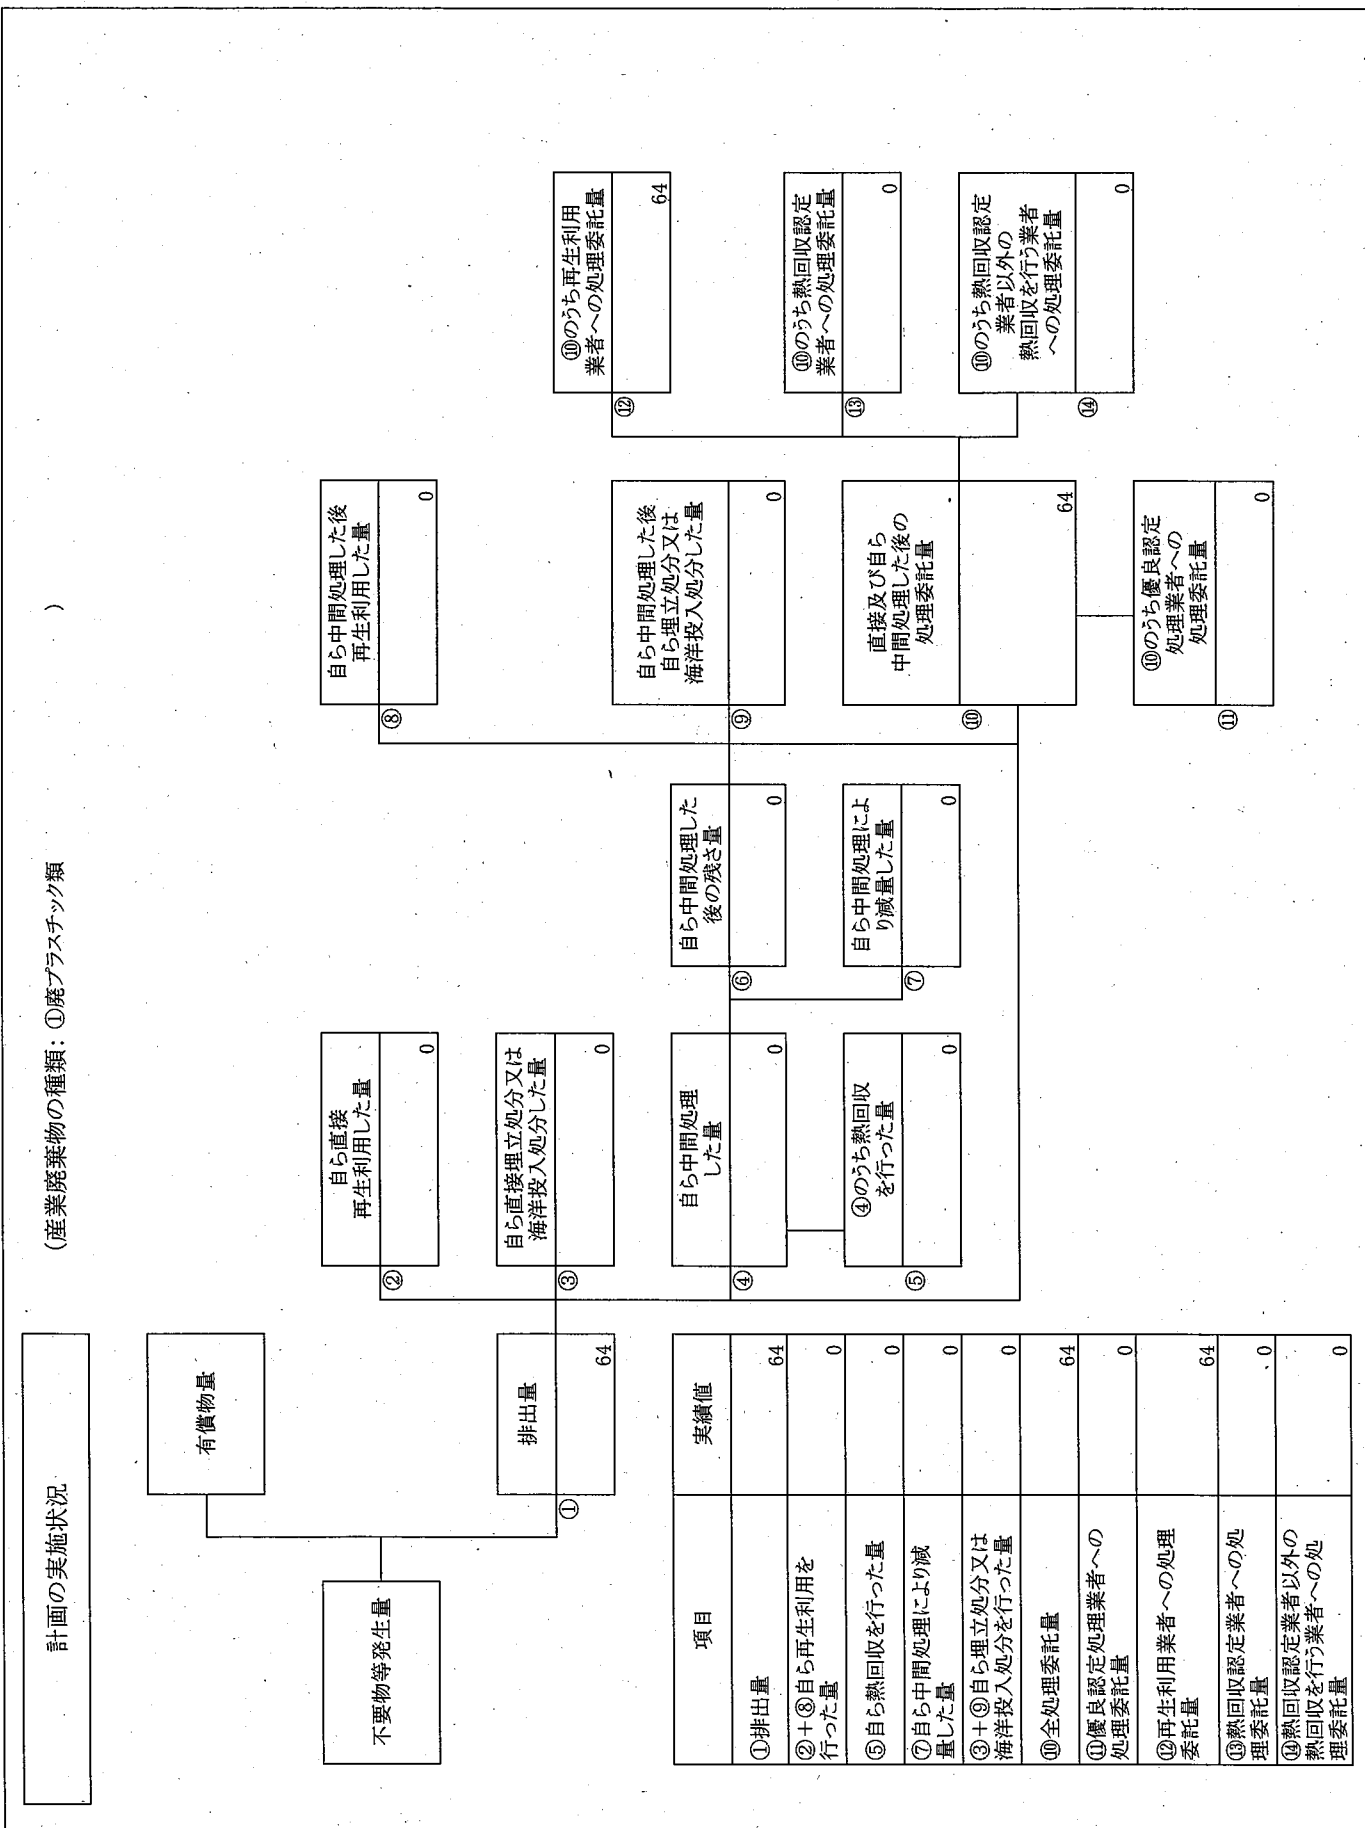 計画の実施状況
(産業廃棄物の種類：①廃プラスチック類
)
不要物等発生量
有償物量
①
排出量
64
②
自ら直接
再生利用した量
0
③
自ら直接埋立処分又は
海洋投入処分した量
0
④
自ら中間処理
した量
0
⑤
④のうち熱回収
を行った量
0
⑥
自ら中間処理した
後の残さ量
0
⑦
自ら中間処理によ
り減量した量
0
⑧
自ら中間処理した後
再生利用した量
0
⑨
自ら中間処理した後
自ら埋立処分又は
海洋投入処分した量
0
⑩
直接及び自ら
中間処理した後の
処理委託量
64
⑪
⑩のうち優良認定
処理業者への
処理委託量
0
⑫
⑩のうち再生利用
業者への処理委託量
64
⑬
⑩のうち熱回収認定
業者への処理委託量
0
⑭
⑩のうち熱回収認定
業者以外の
熱回収を行う業者
への処理委託量
0
項目
実績値
①排出量
64
②＋⑧自ら再生利用を
行った量
0
⑤自ら熱回収を行った量
0
⑦自ら中間処理により減
量した量
0
③＋⑨自ら埋立処分又は
海洋投入処分を行った量
0
⑩全処理委託量
64
⑪優良認定処理業者への
処理委託量
0
⑫再生利用業者への処理
委託量
64
⑬熱回収認定業者への処
理委託量
0
⑭熱回収認定業者以外の
熱回収を行う業者への処
理委託量
0